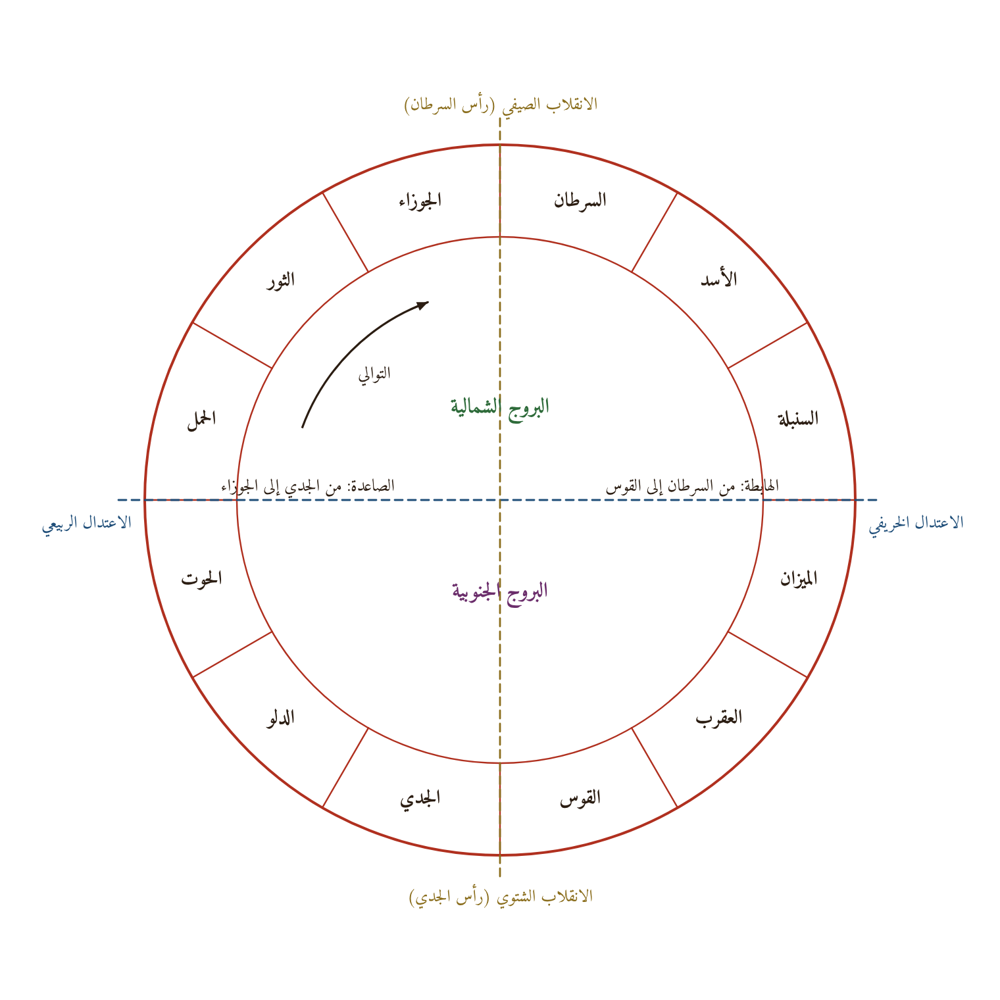 الانقلاب الصيفي (رأس السرطان)
السرطان
الجوزاء
الأسد
الثور
التوالي
البروج الشمالية
السنبلة
الحمل
الهابطة: من السرطان إلى القوس
الصاعدة: من الجدي إلى الجوزاء
الاعتدال الخريفي
الاعتدال الربيعي
الميزان
الحوت
البروج الجنوبية
العقرب
الدلو
القوس
الجدي
الانقلاب الشتوي (رأس الجدي)